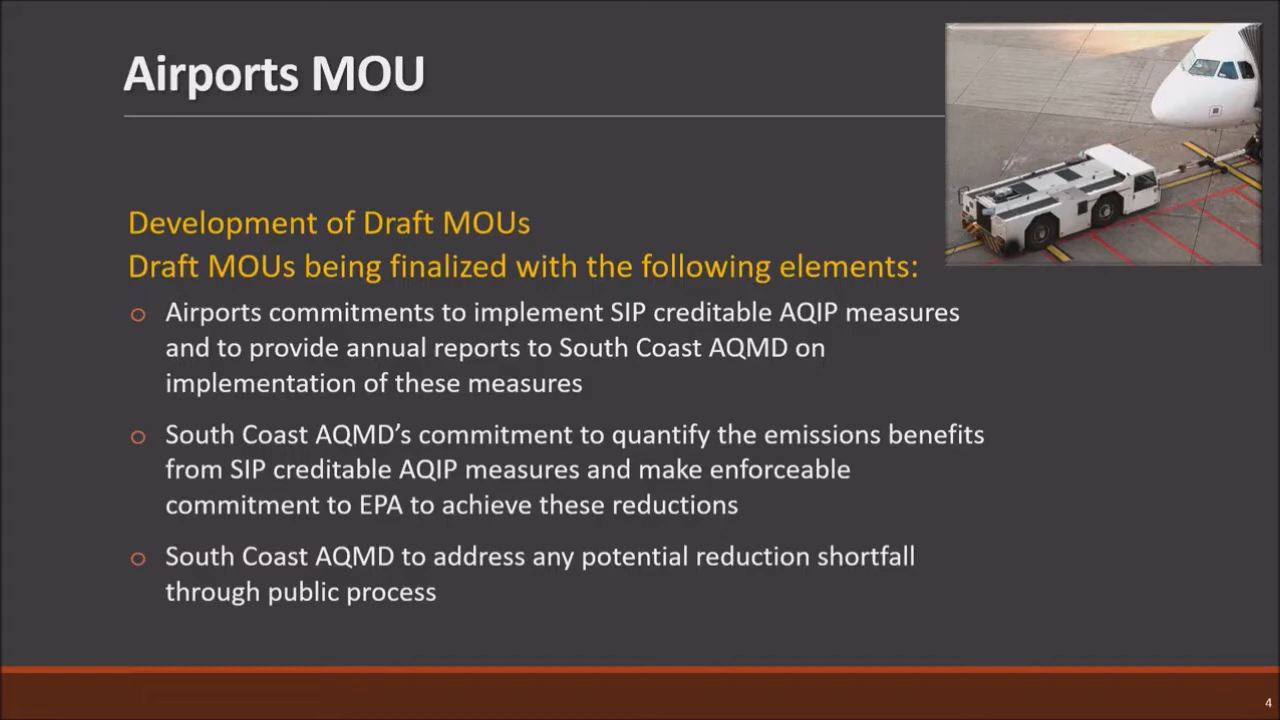 Airports MOU
Development of Draft MOUs
Draft MOUs being finalized with the following elements:
o Airports commitments to implement SIP creditable AQIP measures
and to provide annual reports to South Coast AQMD on
implementation of these measures
o South Coast AQMD’s commitment to quantify the emissions benefits
from SIP creditable AQIP measures and make enforceable
commitment to EPA to achieve these reductions
o South Coast AQMD to address any potential reduction shortfall
through public process
4